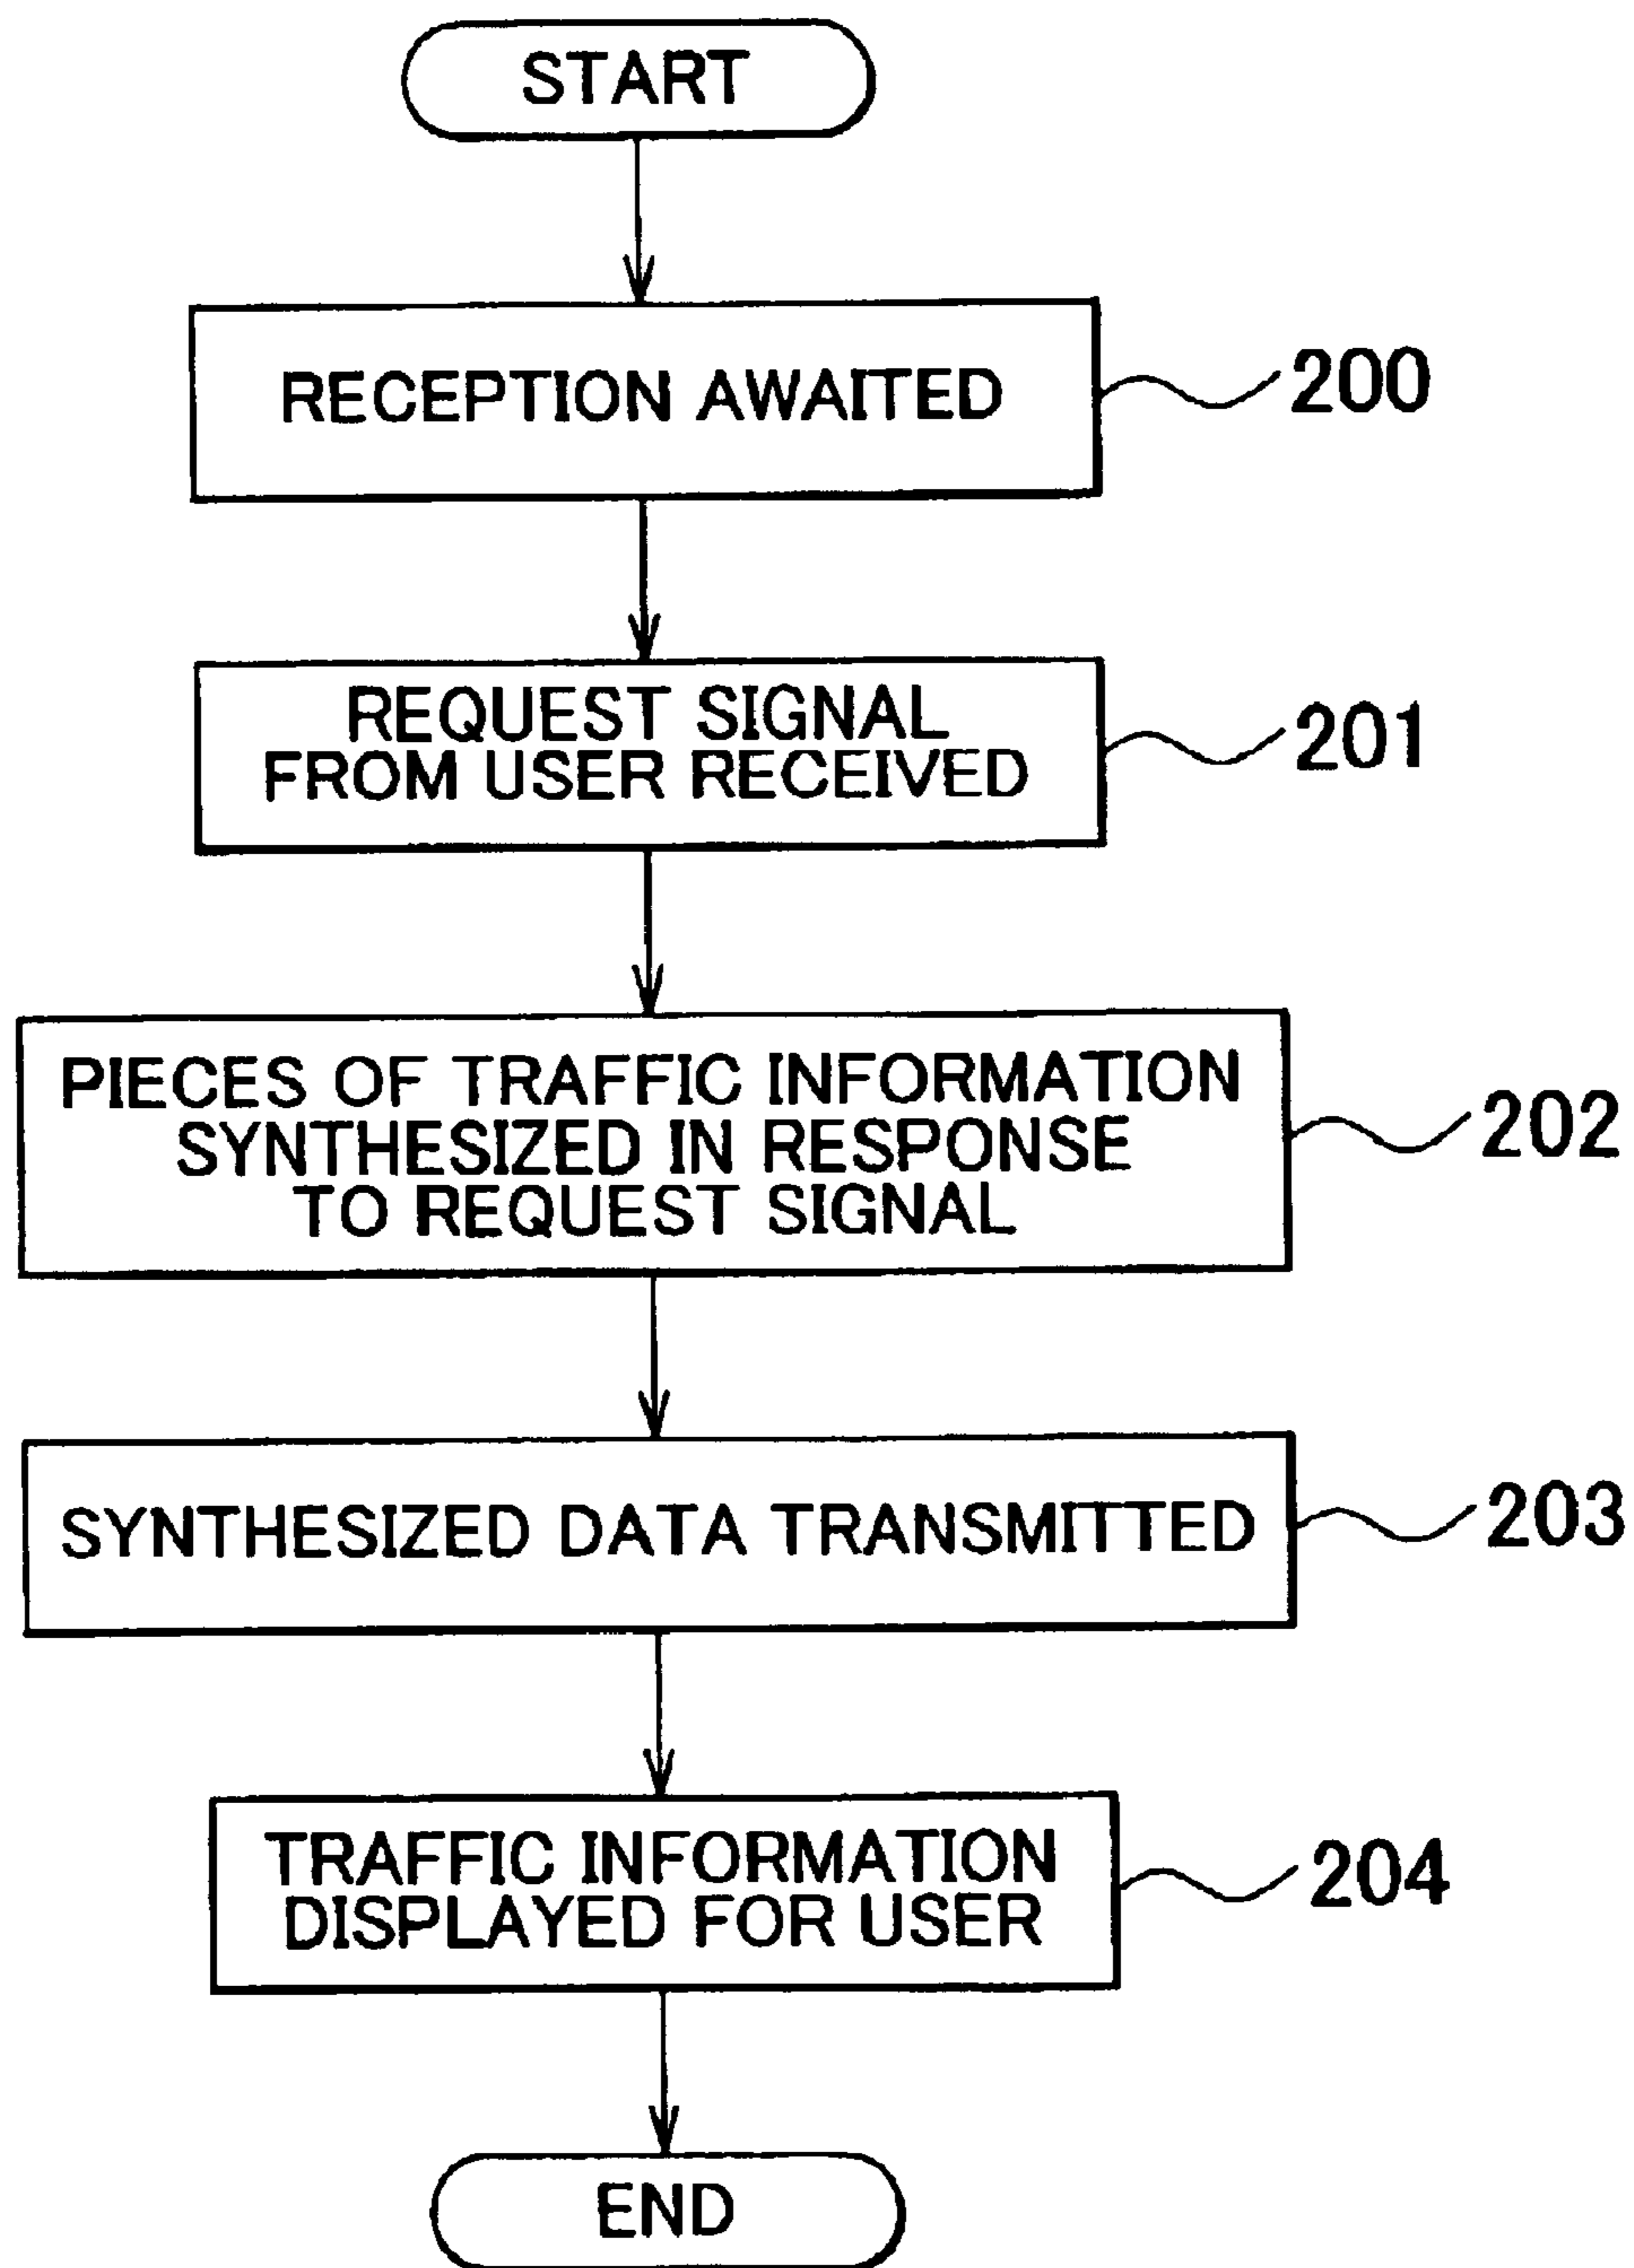 START
RECEPTION AWAITED
200
REQUEST SIGNAL
FROM USER RECEIVED
201
PIECES OF TRAFFIC INFORMATION
SYNTHESIZED IN RESPONSE
TO REQUEST SIGNAL
202
SYNTHESIZED DATA TRANSMITTED
203
TRAFFIC INFORMATION
DISPLAYED FOR USER
204
END